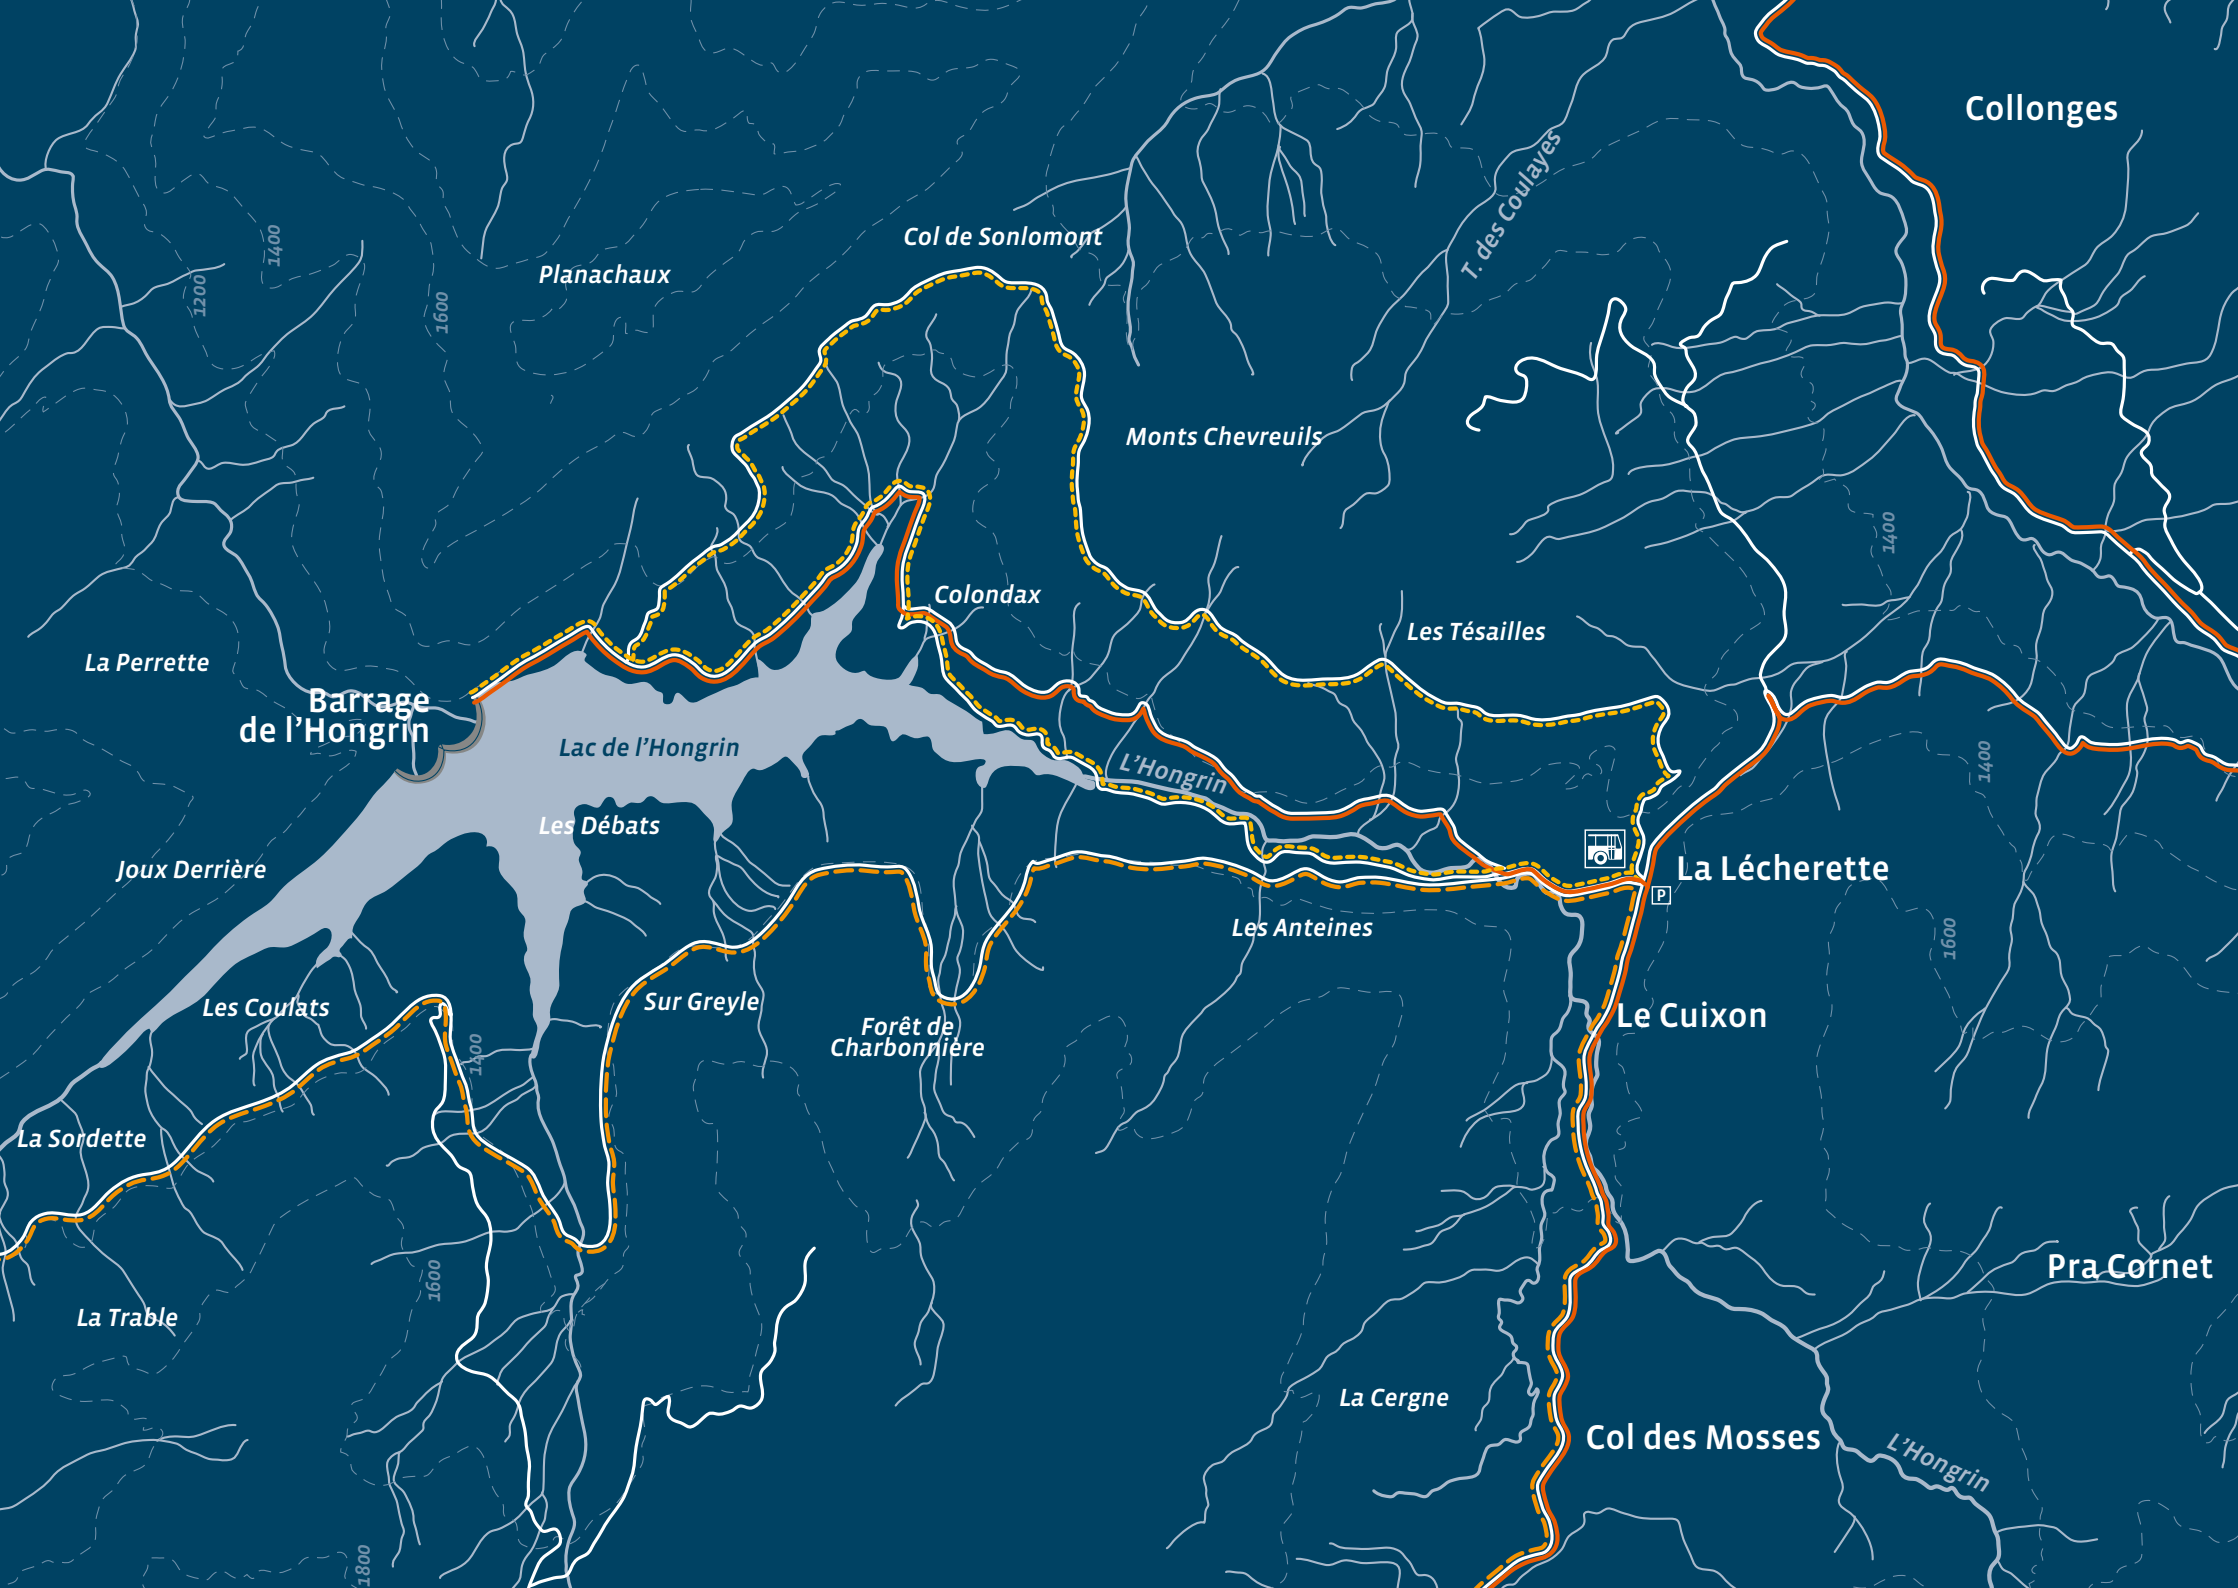 Collonges
T. des Coulayes
Col de Sonlomont
1400
Planachaux
1200
1600
Monts Chevreuils
1400
Colondax
Les Tésailles
La Perrette
Barrage
de l'Hongrin
Lac de l'Hongrin
L'Hongrin
1400
Les Débats
Joux Derrière
La Lécherette
P
Les Anteines
1600
Sur Greyle
Les Coulats
Le Cuixon
Forêt de
Charbonnière
1400
La Sordette
Pra Cornet
1600
La Trable
La Cergne
Col des Mosses
L'Hongrin
1800